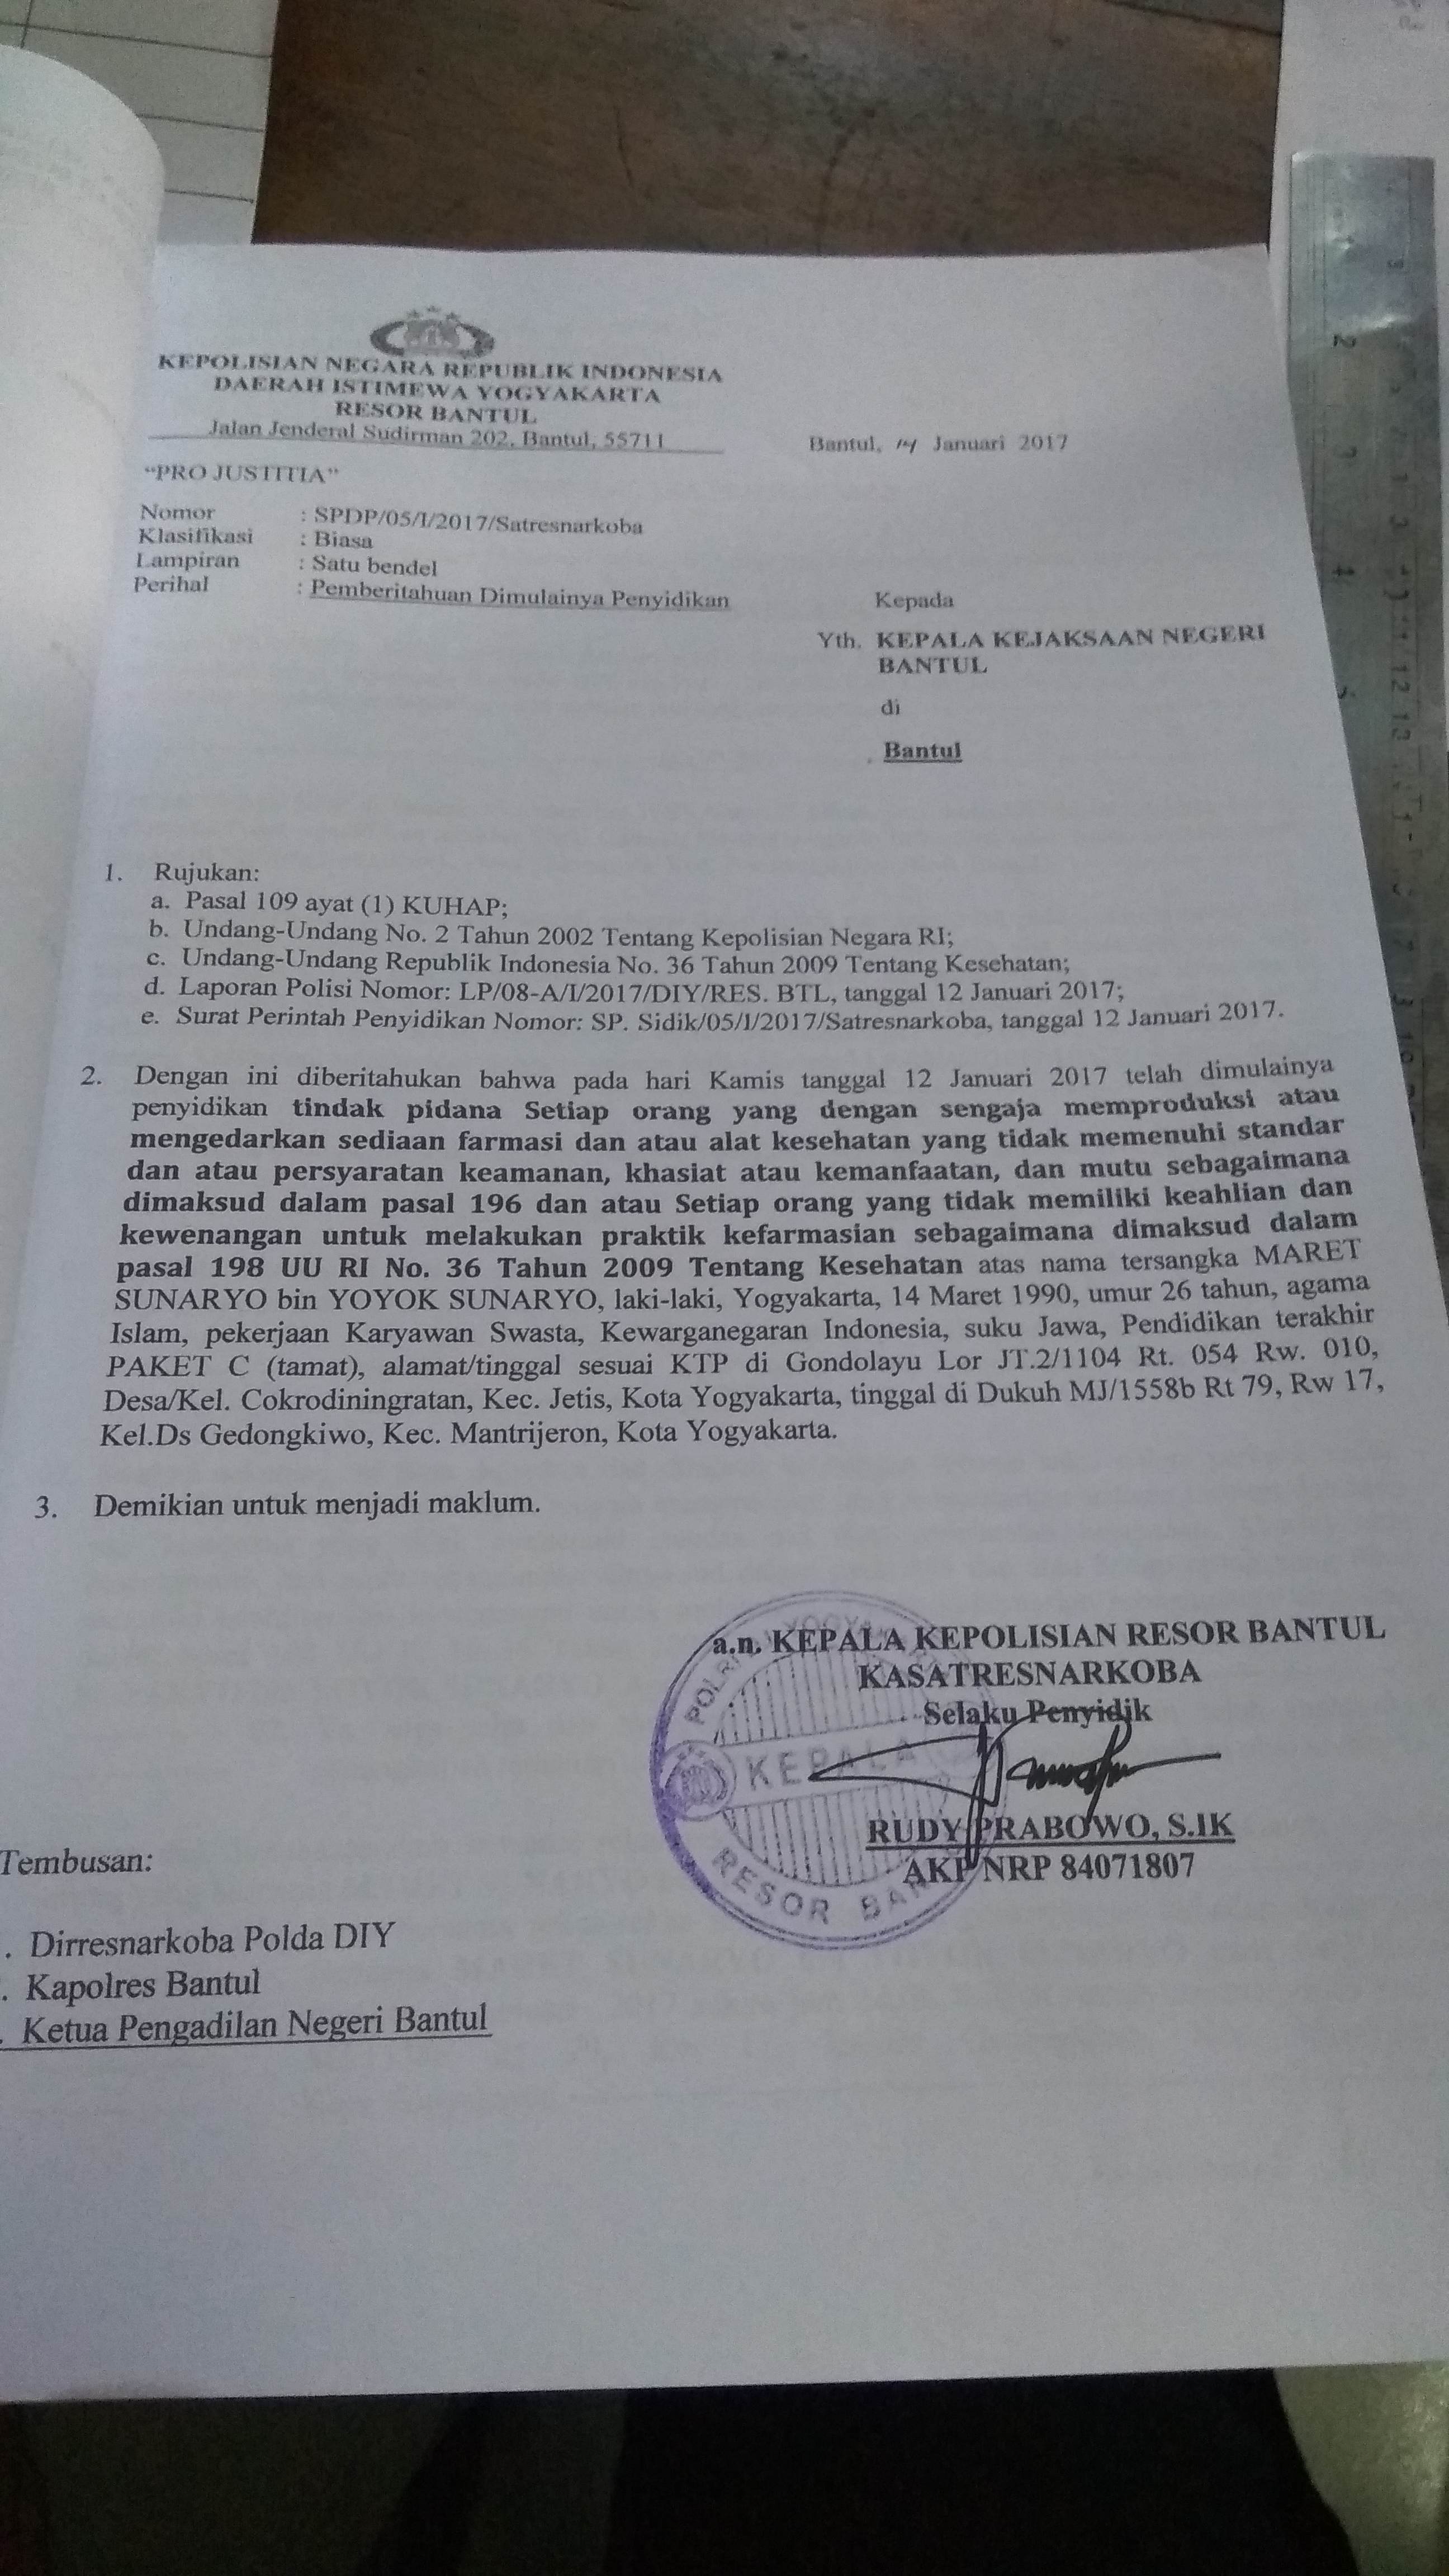 KEPOLISIAN NEGARA REPUBLIK INDONESIA
DAERAH ISTIMEWA YOGYAKARTA
RESOR BANTUL
Jalan Jenderal Sudirman 202, Bantul, 55711
Bantul, 14 Januari 2017
“PRO JUSTITIA”
Nomor : SPDP/05/I/2017/Satresnarkoba
Klasifikasi : Biasa
Lampiran : Satu bendel
Perihal : Pemberitahuan Dimulainya Penyidikan
Kepada
Yth. KEPALA KEJAKSAAN NEGERI
BANTUL
di
Bantul
1. Rujukan:
a. Pasal 109 ayat (1) KUHAP;
b. Undang-Undang No. 2 Tahun 2002 Tentang Kepolisian Negara RI;
c. Undang-Undang Republik Indonesia No. 36 Tahun 2009 Tentang Kesehatan;
d. Laporan Polisi Nomor: LP/08-A/I/2017/DIY/RES. BTL, tanggal 12 Januari 2017;
e. Surat Perintah Penyidikan Nomor: SP. Sidik/05/I/2017/Satresnarkoba, tanggal 12 Januari 2017.
2. Dengan ini diberitahukan bahwa pada hari Kamis tanggal 12 Januari 2017 telah dimulainya
penyidikan tindak pidana Setiap orang yang dengan sengaja memproduksi atau
mengedarkan sediaan farmasi dan atau alat kesehatan yang tidak memenuhi standar
dan atau persyaratan keamanan, khasiat atau kemanfaatan, dan mutu sebagaimana
dimaksud dalam pasal 196 dan atau Setiap orang yang tidak memiliki keahlian dan
kewenangan untuk melakukan praktik kefarmasian sebagaimana dimaksud dalam
pasal 198 UU RI No. 36 Tahun 2009 Tentang Kesehatan atas nama tersangka MARET
SUNARYO bin YOYOK SUNARYO, laki-laki, Yogyakarta, 14 Maret 1990, umur 26 tahun, agama
Islam, pekerjaan Karyawan Swasta, Kewarganegaran Indonesia, suku Jawa, Pendidikan terakhir
PAKET C (tamat), alamat/tinggal sesuai KTP di Gondolayu Lor JT.2/1104 Rt. 054 Rw. 010,
Desa/Kel. Cokrodiningratan, Kec. Jetis, Kota Yogyakarta, tinggal di Dukuh MJ/1558b Rt 79, Rw 17,
Kel.Ds Gedongkiwo, Kec. Mantrijeron, Kota Yogyakarta.
3. Demikian untuk menjadi maklum.
a.n. KEPALA KEPOLISIAN RESOR BANTUL
KASATRESNARKOBA
Selaku Penyidik
KEPALA
RUDY PRABOWO, S.IK
AKP NRP 84071807
POLRI
RESOR BAN
Tembusan:
. Dirresnarkoba Polda DIY
. Kapolres Bantul
. Ketua Pengadilan Negeri Bantul